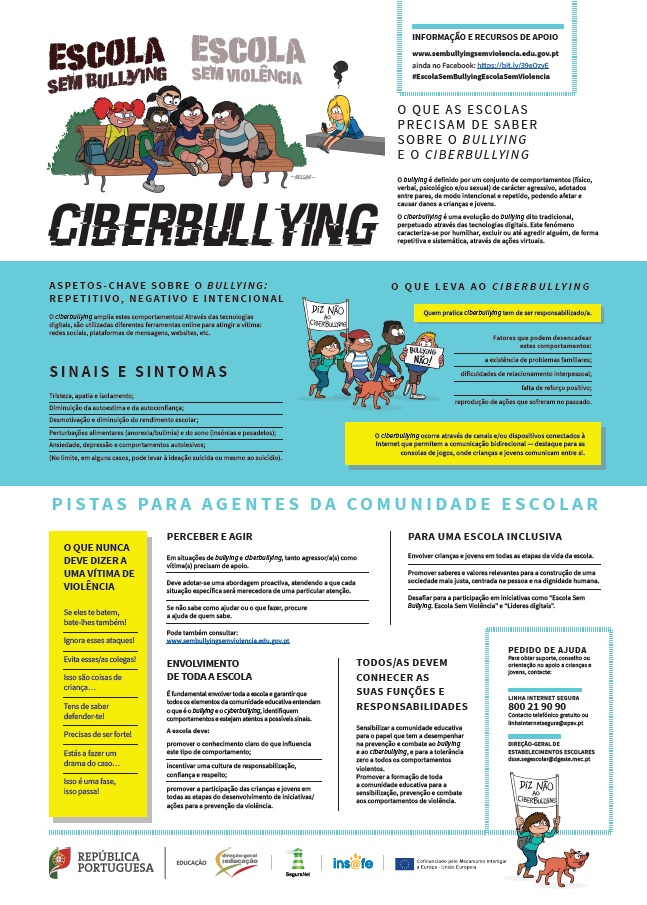 ESCOLA
SEM BULLYING
ESCOLA
SEM VIOLÊNCIA
CIBERBULLYING
INFORMAÇÃO E RECURSOS DE APOIO
www.sembullyingsemviolencia.edu.gov.pt
ainda no Facebook: https://bit.ly/39eOzyE
#EscolaSemBullyingEscolaSemViolencia
O QUE AS ESCOLAS
PRECISAM DE SABER
SOBRE O BULLYING
E O CIBERBULLYING
O bullying é definido por um conjunto de comportamentos (físico,
verbal, psicológico e/ou sexual) de carácter agressivo, adotados
entre pares, de modo intencional e repetido, podendo afetar e
causar danos a crianças e jovens.
O ciberbullying é uma evolução do bullying dito tradicional,
perpetuado através das tecnologias digitais. Este fenómeno
caracteriza-se por humilhar, excluir ou até agredir alguém, de forma
repetitiva e sistemática, através de ações virtuais.
ASPETOS-CHAVE SOBRE O BULLYING:
REPETITIVO, NEGATIVO E INTENCIONAL
O ciberbullying amplia estes comportamentos! Através das tecnologias
digitais, são utilizadas diferentes ferramentas online para atingir a vítima:
redes sociais, plataformas de mensagens, websites, etc.
SINAIS E SINTOMAS
Tristeza, apatia e isolamento;
Diminuição da autoestima e da autoconfiança;
Desmotivação e diminuição do rendimento escolar;
Perturbações alimentares (anorexia/bulimia) e do sono (insónias e pesadelos);
Ansiedade, depressão e comportamentos autolesivos;
(No limite, em alguns casos, pode levar à ideação suicida ou mesmo ao suicídio).
DIZ NÃO
AO
CIBERBULLYING
BULLYING
NÃO!
O QUE LEVA AO CIBERBULLYING
Quem pratica ciberbullying tem de ser responsabilizado/a.
Fatores que podem desencadear
estes comportamentos:
a existência de problemas familiares;
dificuldades de relacionamento interpessoal;
falta de reforço positivo;
reprodução de ações que sofreram no passado.
O ciberbullying ocorre através de canais e/ou dispositivos conectados à
Internet que permitem a comunicação bidirecional — destaque para as
consolas de jogos, onde crianças e jovens comunicam entre si.
PISTAS PARA AGENTES DA COMUNIDADE ESCOLAR
O QUE NUNCA
DEVE DIZER A
UMA VÍTIMA DE
VIOLÊNCIA
Se eles te batem,
bate-lhes também!
Ignora esses ataques!
Evita esses/as colegas!
Isso são coisas de
criança...
Tens de saber
defender-te!
Precisas de ser forte!
Estás a fazer um
drama do caso...
Isso é uma fase,
isso passa!
PERCEBER E AGIR
Em situações de bullying e ciberbullying, tanto agressor/a(s) como
vítima(s) precisam de apoio.
Deve adotar-se uma abordagem proactiva, atendendo a que cada
situação específica será merecedora de uma particular atenção.
Se não sabe como ajudar ou o que fazer, procure
a ajuda de quem sabe.
Pode também consultar:
www.sembullyingsemviolencia.edu.gov.pt
ENVOLVIMENTO
DE TODA A ESCOLA
É fundamental envolver toda a escola e garantir que
todos os elementos da comunidade educativa entendam
o que é o bullying e o ciberbullying, identifiquem
comportamentos e estejam atentos a possíveis sinais.
A escola deve:
promover o conhecimento claro do que influencia
este tipo de comportamento;
incentivar uma cultura de responsabilização,
confiança e respeito;
promover a participação das crianças e jovens em
todas as etapas do desenvolvimento de iniciativas/
ações para a prevenção da violência.
PARA UMA ESCOLA INCLUSIVA
Envolver crianças e jovens em todas as etapas da vida da escola.
Promover saberes e valores relevantes para a construção de uma
sociedade mais justa, centrada na pessoa e na dignidade humana.
Desafiar para a participação em iniciativas como “Escola Sem
Bullying. Escola Sem Violência” e “Líderes digitais”.
TODOS/AS DEVEM
CONHECER AS
SUAS FUNÇÕES E
RESPONSABILIDADES
Sensibilizar a comunidade educativa
para o papel que tem a desempenhar
na prevenção e combate ao bullying
e ao ciberbullying, e para a tolerância
zero a todos os comportamentos
violentos.
Promover a formação de toda
a comunidade educativa para a
sensibilização, prevenção e combate
aos comportamentos de violência.
PEDIDO DE AJUDA
Para obter suporte, conselho ou
orientação no apoio a crianças e
jovens, contacte:
LINHA INTERNET SEGURA
800 21 90 90
Contacto telefónico gratuito ou
linhainternetsegura@apav.pt
DIREÇÃO-GERAL DE
ESTABELECIMENTOS ESCOLARES
dsse.segescolar@dgeste.mec.pt
DIZ NÃO
AO
CIBERBULLYING
REPÚBLICA
PORTUGUESA
EDUCAÇÃO
direção-geral
da educação
SeguraNet
insafe
Cofinanciado pelo Mecanismo Interligar
a Europa - União Europeia